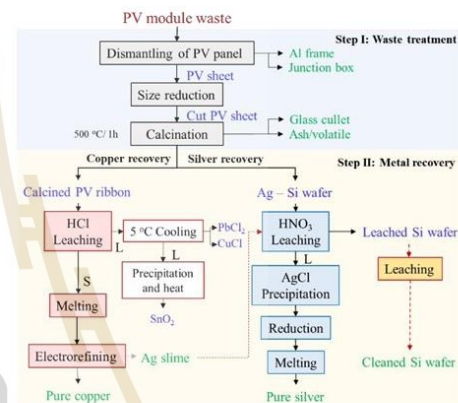 PV module waste
Step I: Waste treatment
Dismantling of PV panel
Al frame
Junction box
PV sheet
Size reduction
Cut PV sheet
500 °C/ 1h
Calcination
Glass cullet
Ash/volatile
Copper recovery
Silver recovery
Step II: Metal recovery
Calcined PV ribbon
Ag – Si wafer
HCl
Leaching
L
5 °C Cooling
PbCl₂
CuCl
HNO₃
Leaching
Leached Si wafer
S
L
L
Precipitation
and heat
AgCl
Precipitation
Leaching
Melting
SnO₂
Reduction
Electrorefining
Ag slime
Melting
Cleaned Si wafer
Pure copper
Pure silver